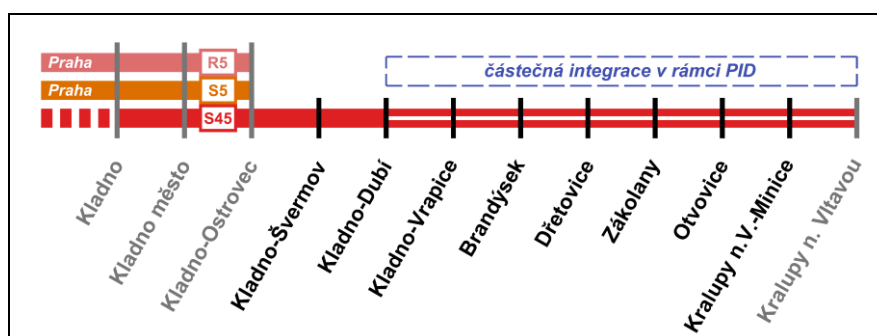 Praha R5
částečná integrace v rámci PID
Praha S5
S45
Kladno
Kladno město
Kladno-Ostrovec
Kladno-Švermov
Kladno-Dubí
Kladno-Vrapice
Brandýsek
Dřetovice
Zákolany
Otvovice
Kralupy n.V.-Minice
Kralupy n. Vltavou